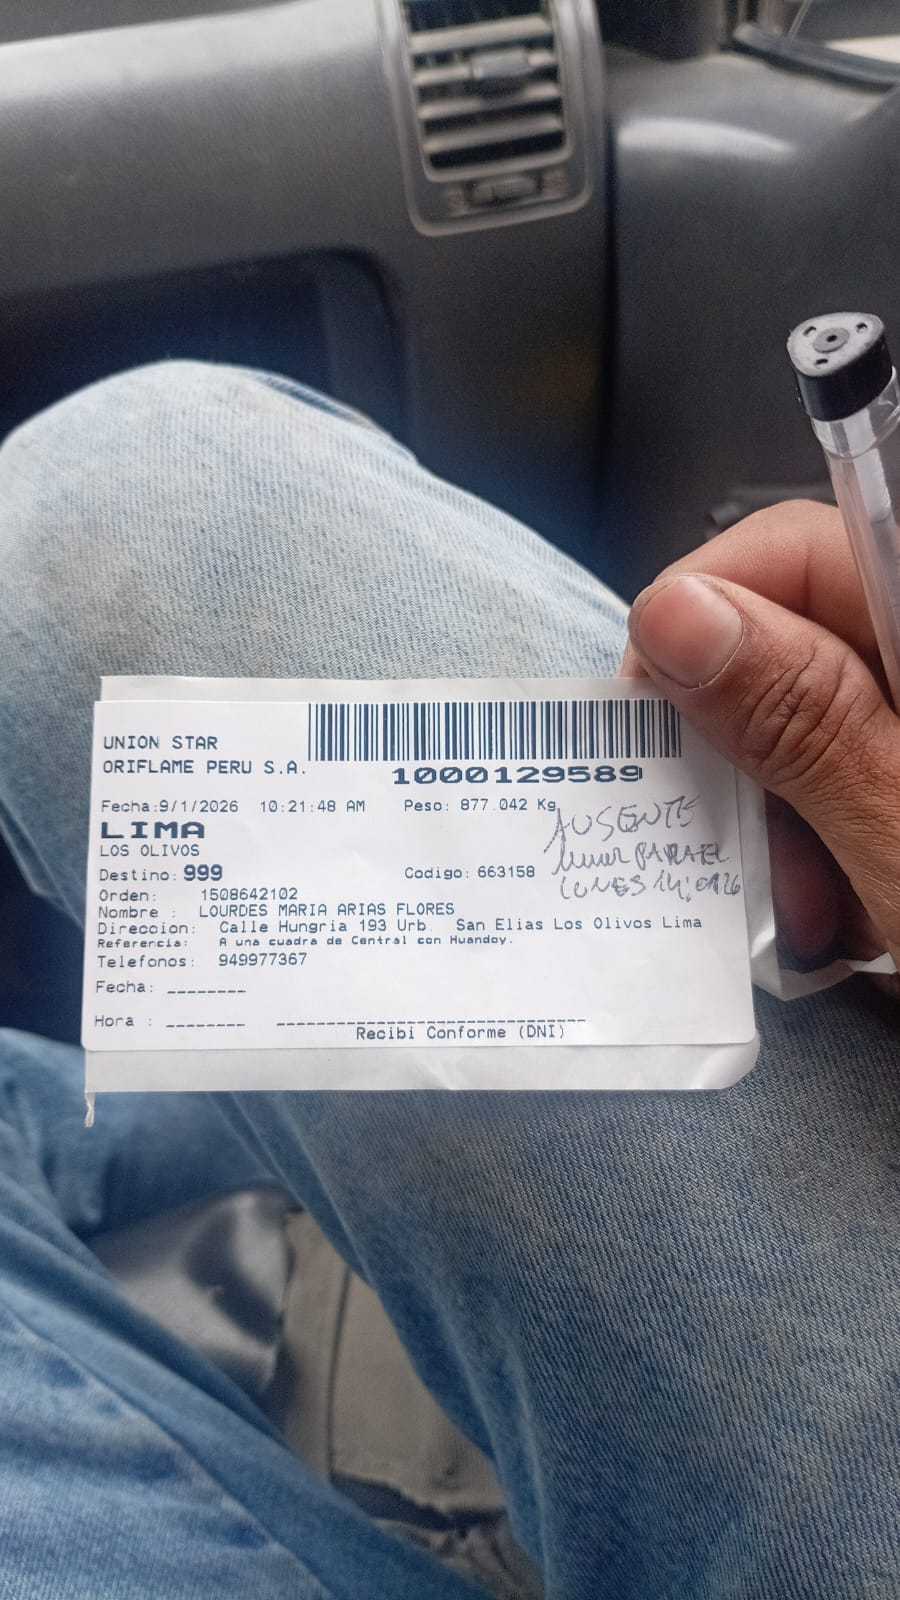 UNION STAR
ORIFLAME PERU S.A.
1000129589
Fecha:9/1/2026 10:21:48 AM Peso: 877.042 Kg
LIMA
LOS OLIVOS
Destino: 999 Codigo: 663158
Orden: 1508642102
Nombre : LOURDES MARIA ARIAS FLORES
Direccion: Calle Hungria 193 Urb. San Elias Los Olivos Lima
Referencia: A una cuadra de Central con Huandoy.
Telefonos: 949977367
Fecha: ________
Hora : ________
Recibi Conforme (DNI)
AUSENTE
PARA EL
LUNES